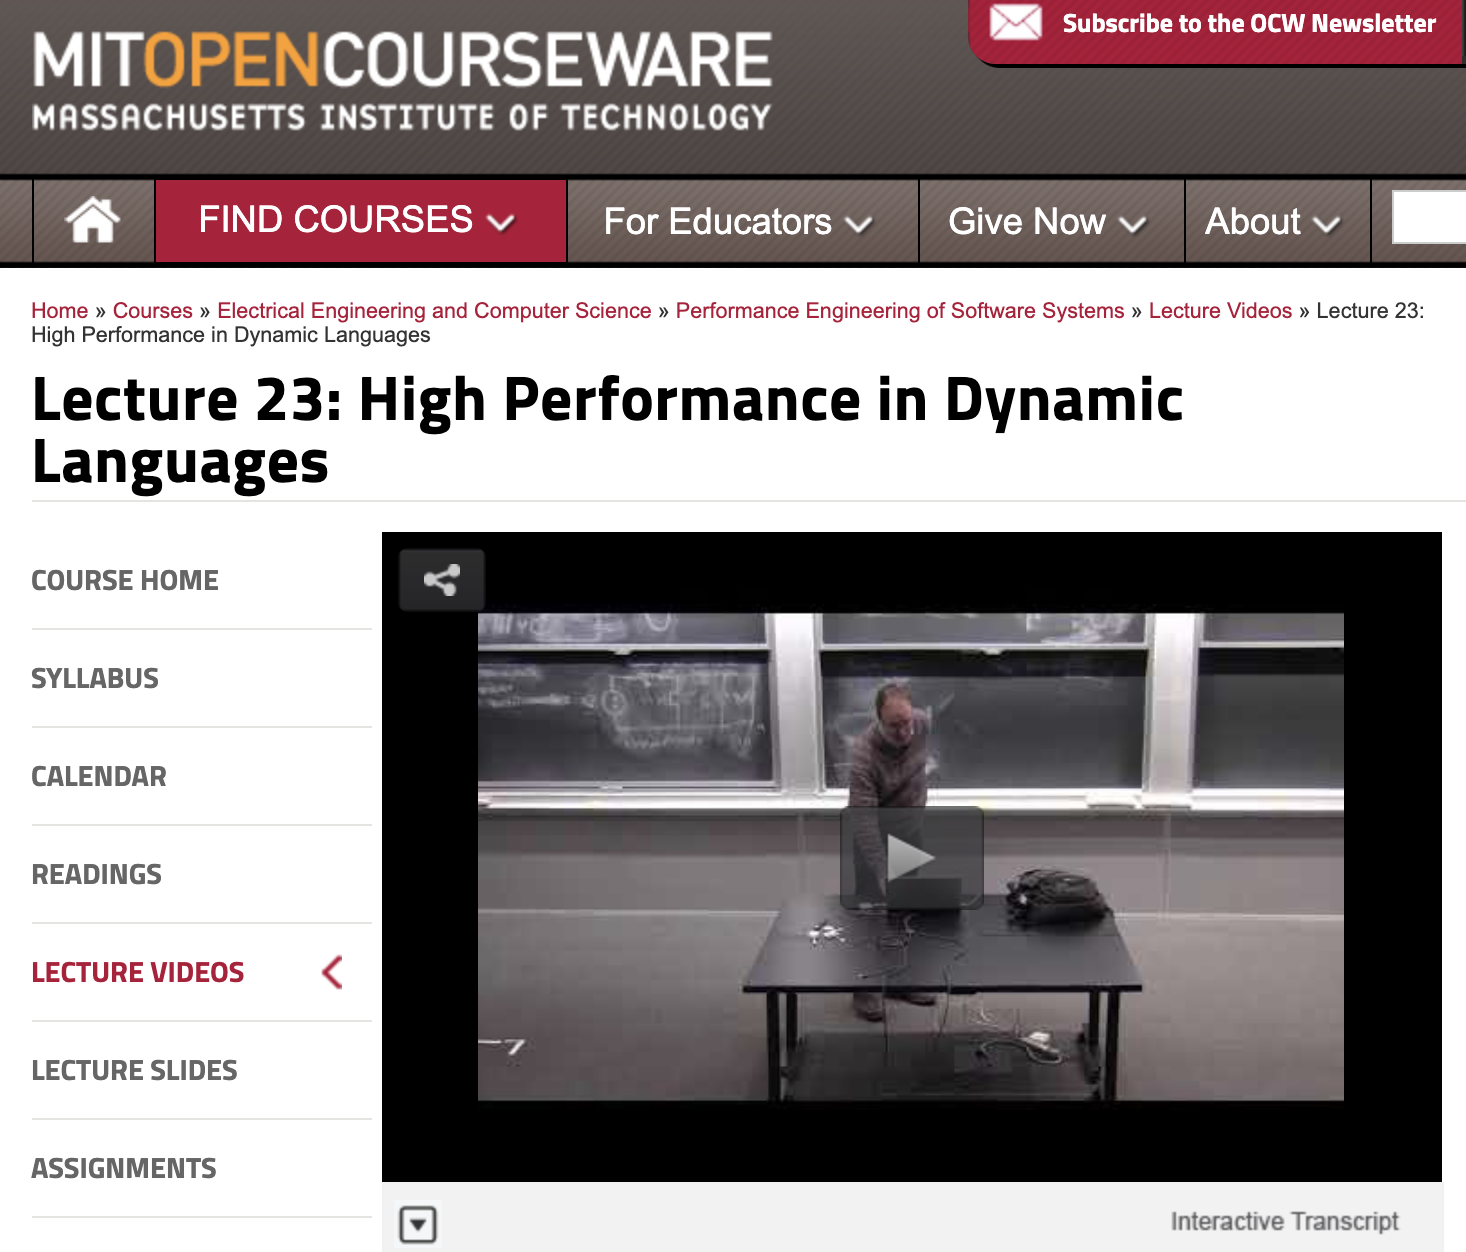 MITOPENCOURSEWARE
MASSACHUSETTS INSTITUTE OF TECHNOLOGY
Subscribe to the OCW Newsletter
FIND COURSES
For Educators
Give Now
About
Home » Courses » Electrical Engineering and Computer Science » Performance Engineering of Software Systems » Lecture Videos » Lecture 23:
High Performance in Dynamic Languages
Lecture 23: High Performance in Dynamic
Languages
COURSE HOME
SYLLABUS
CALENDAR
READINGS
LECTURE VIDEOS
LECTURE SLIDES
ASSIGNMENTS
Interactive Transcript